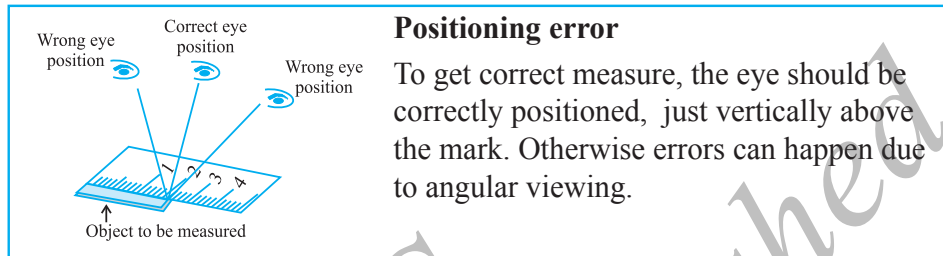 Wrong eye
position
Correct eye
position
Wrong eye
position
1 2 3 4
Object to be measured
Positioning error
To get correct measure, the eye should be
correctly positioned, just vertically above
the mark. Otherwise errors can happen due
to angular viewing.